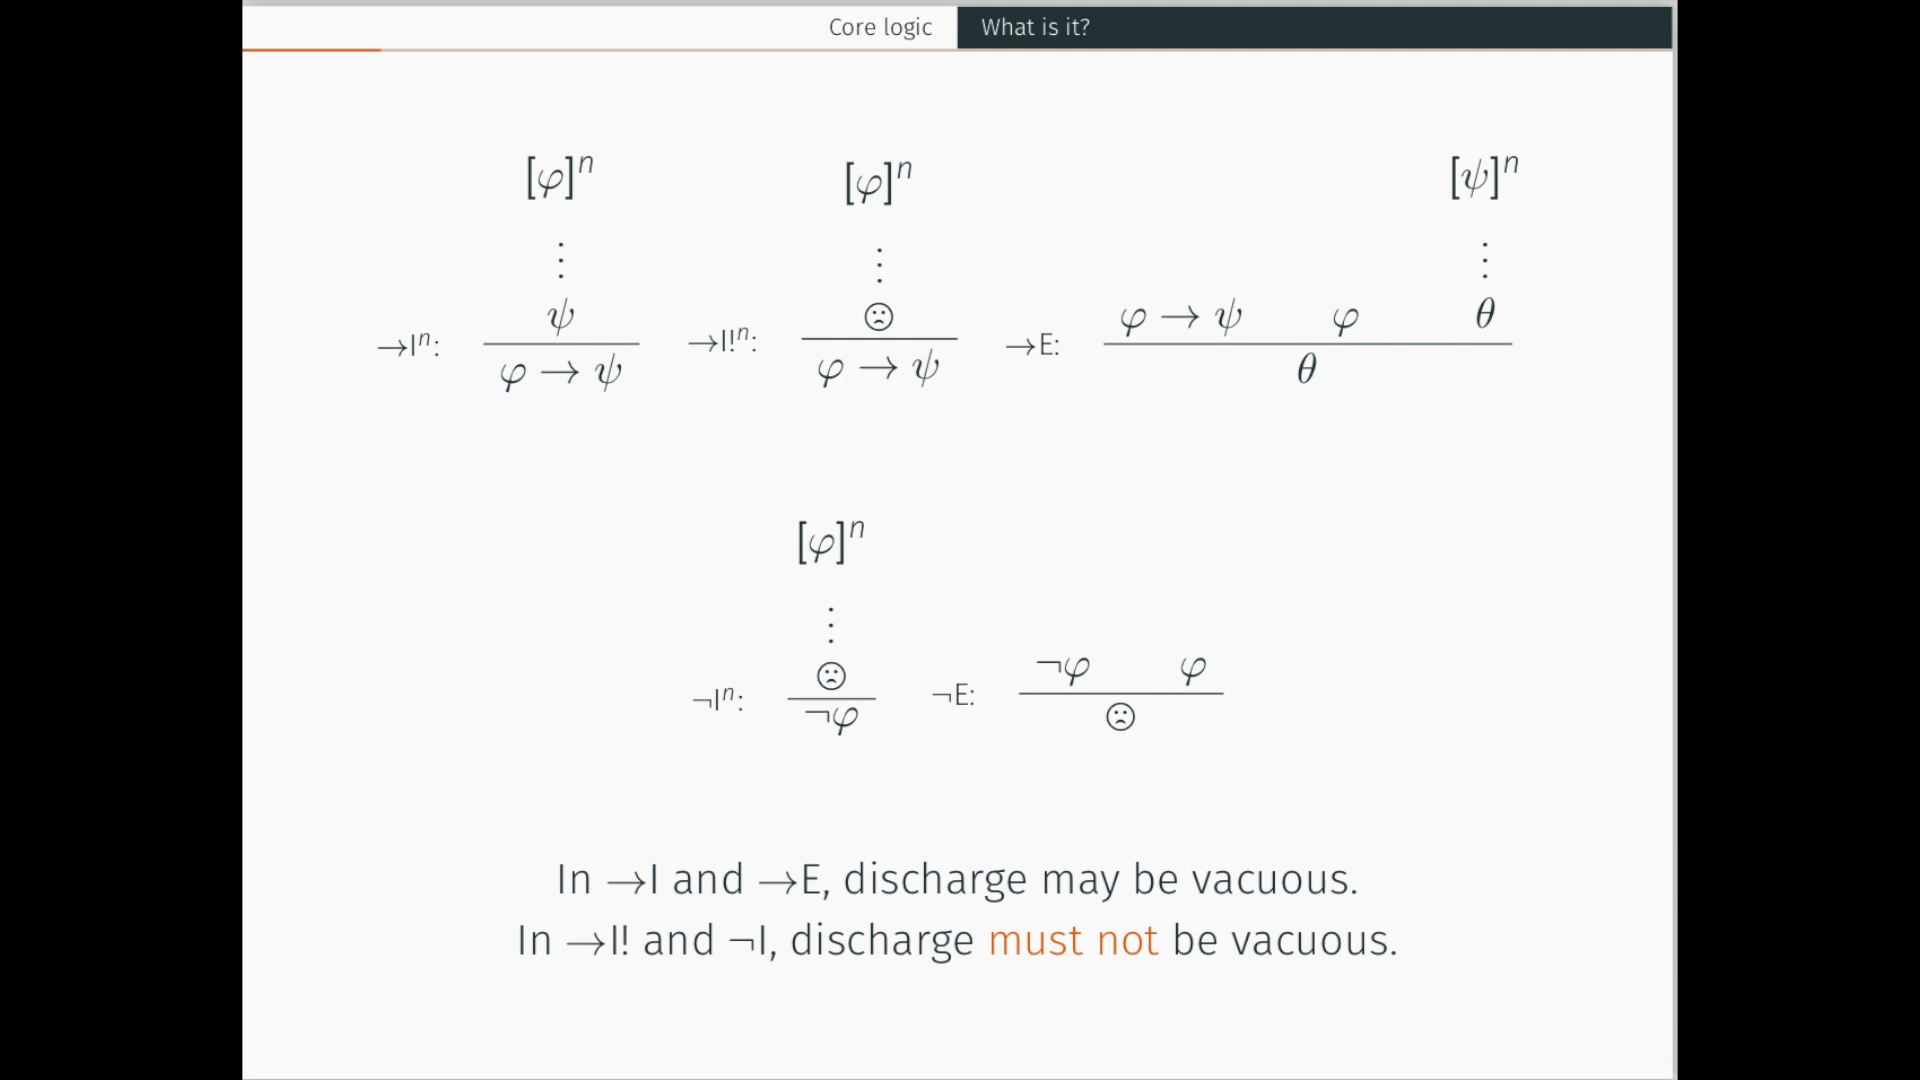 Core logic What is it?
[φ]ⁿ [φ]ⁿ [ψ]ⁿ
⋮ ⋮ ⋮
→Iⁿ: ψ / φ → ψ →I!ⁿ: ☹ / φ → ψ →E: φ → ψ φ θ / θ
[φ]ⁿ
⋮
¬Iⁿ: ☹ / ¬φ ¬E: ¬φ φ / ☹
In →I and →E, discharge may be vacuous.
In →I! and ¬I, discharge must not be vacuous.